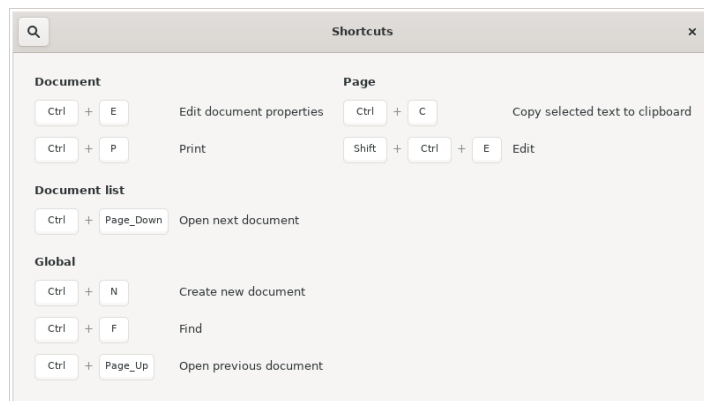 Shortcuts
Document
Ctrl + E Edit document properties
Ctrl + P Print
Document list
Ctrl + Page_Down Open next document
Global
Ctrl + N Create new document
Ctrl + F Find
Ctrl + Page_Up Open previous document
Page
Ctrl + C Copy selected text to clipboard
Shift + Ctrl + E Edit